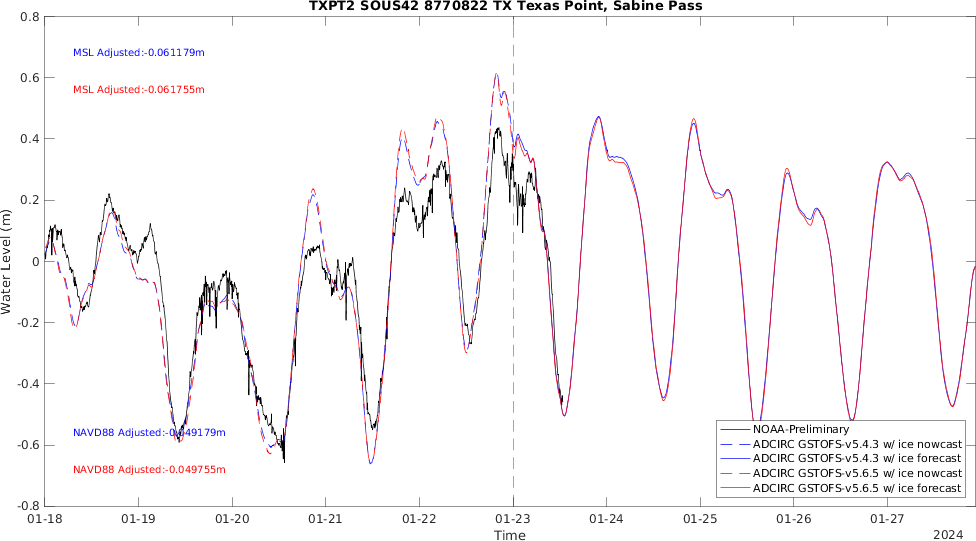 TXPT2 SOUS42 8770822 TX Texas Point, Sabine Pass
0.8
0.6
0.4
0.2
0
-0.2
-0.4
-0.6
-0.8
Water Level (m)
MSL Adjusted:-0.061179m
MSL Adjusted:-0.061755m
NAVD88 Adjusted:-0.049179m
NAVD88 Adjusted:-0.049755m
NOAA-Preliminary
ADCIRC GSTOFS-v5.4.3 w/ ice nowcast
ADCIRC GSTOFS-v5.4.3 w/ ice forecast
ADCIRC GSTOFS-v5.6.5 w/ ice nowcast
ADCIRC GSTOFS-v5.6.5 w/ ice forecast
01-18 01-19 01-20 01-21 01-22 01-23 01-24 01-25 01-26 01-27
Time
2024